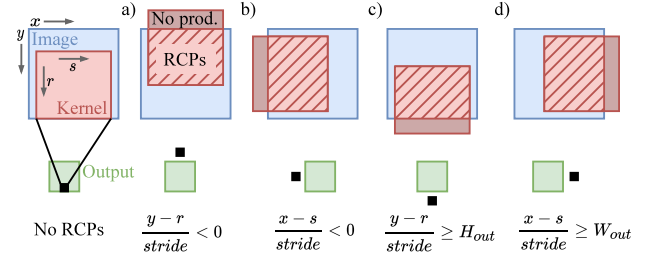 x a) b) c) d)
y Image No prod.
s RCPs
r
Kernel
Output
No RCPs
y − r / stride < 0
x − s / stride < 0
y − r / stride ≥ H_out
x − s / stride ≥ W_out